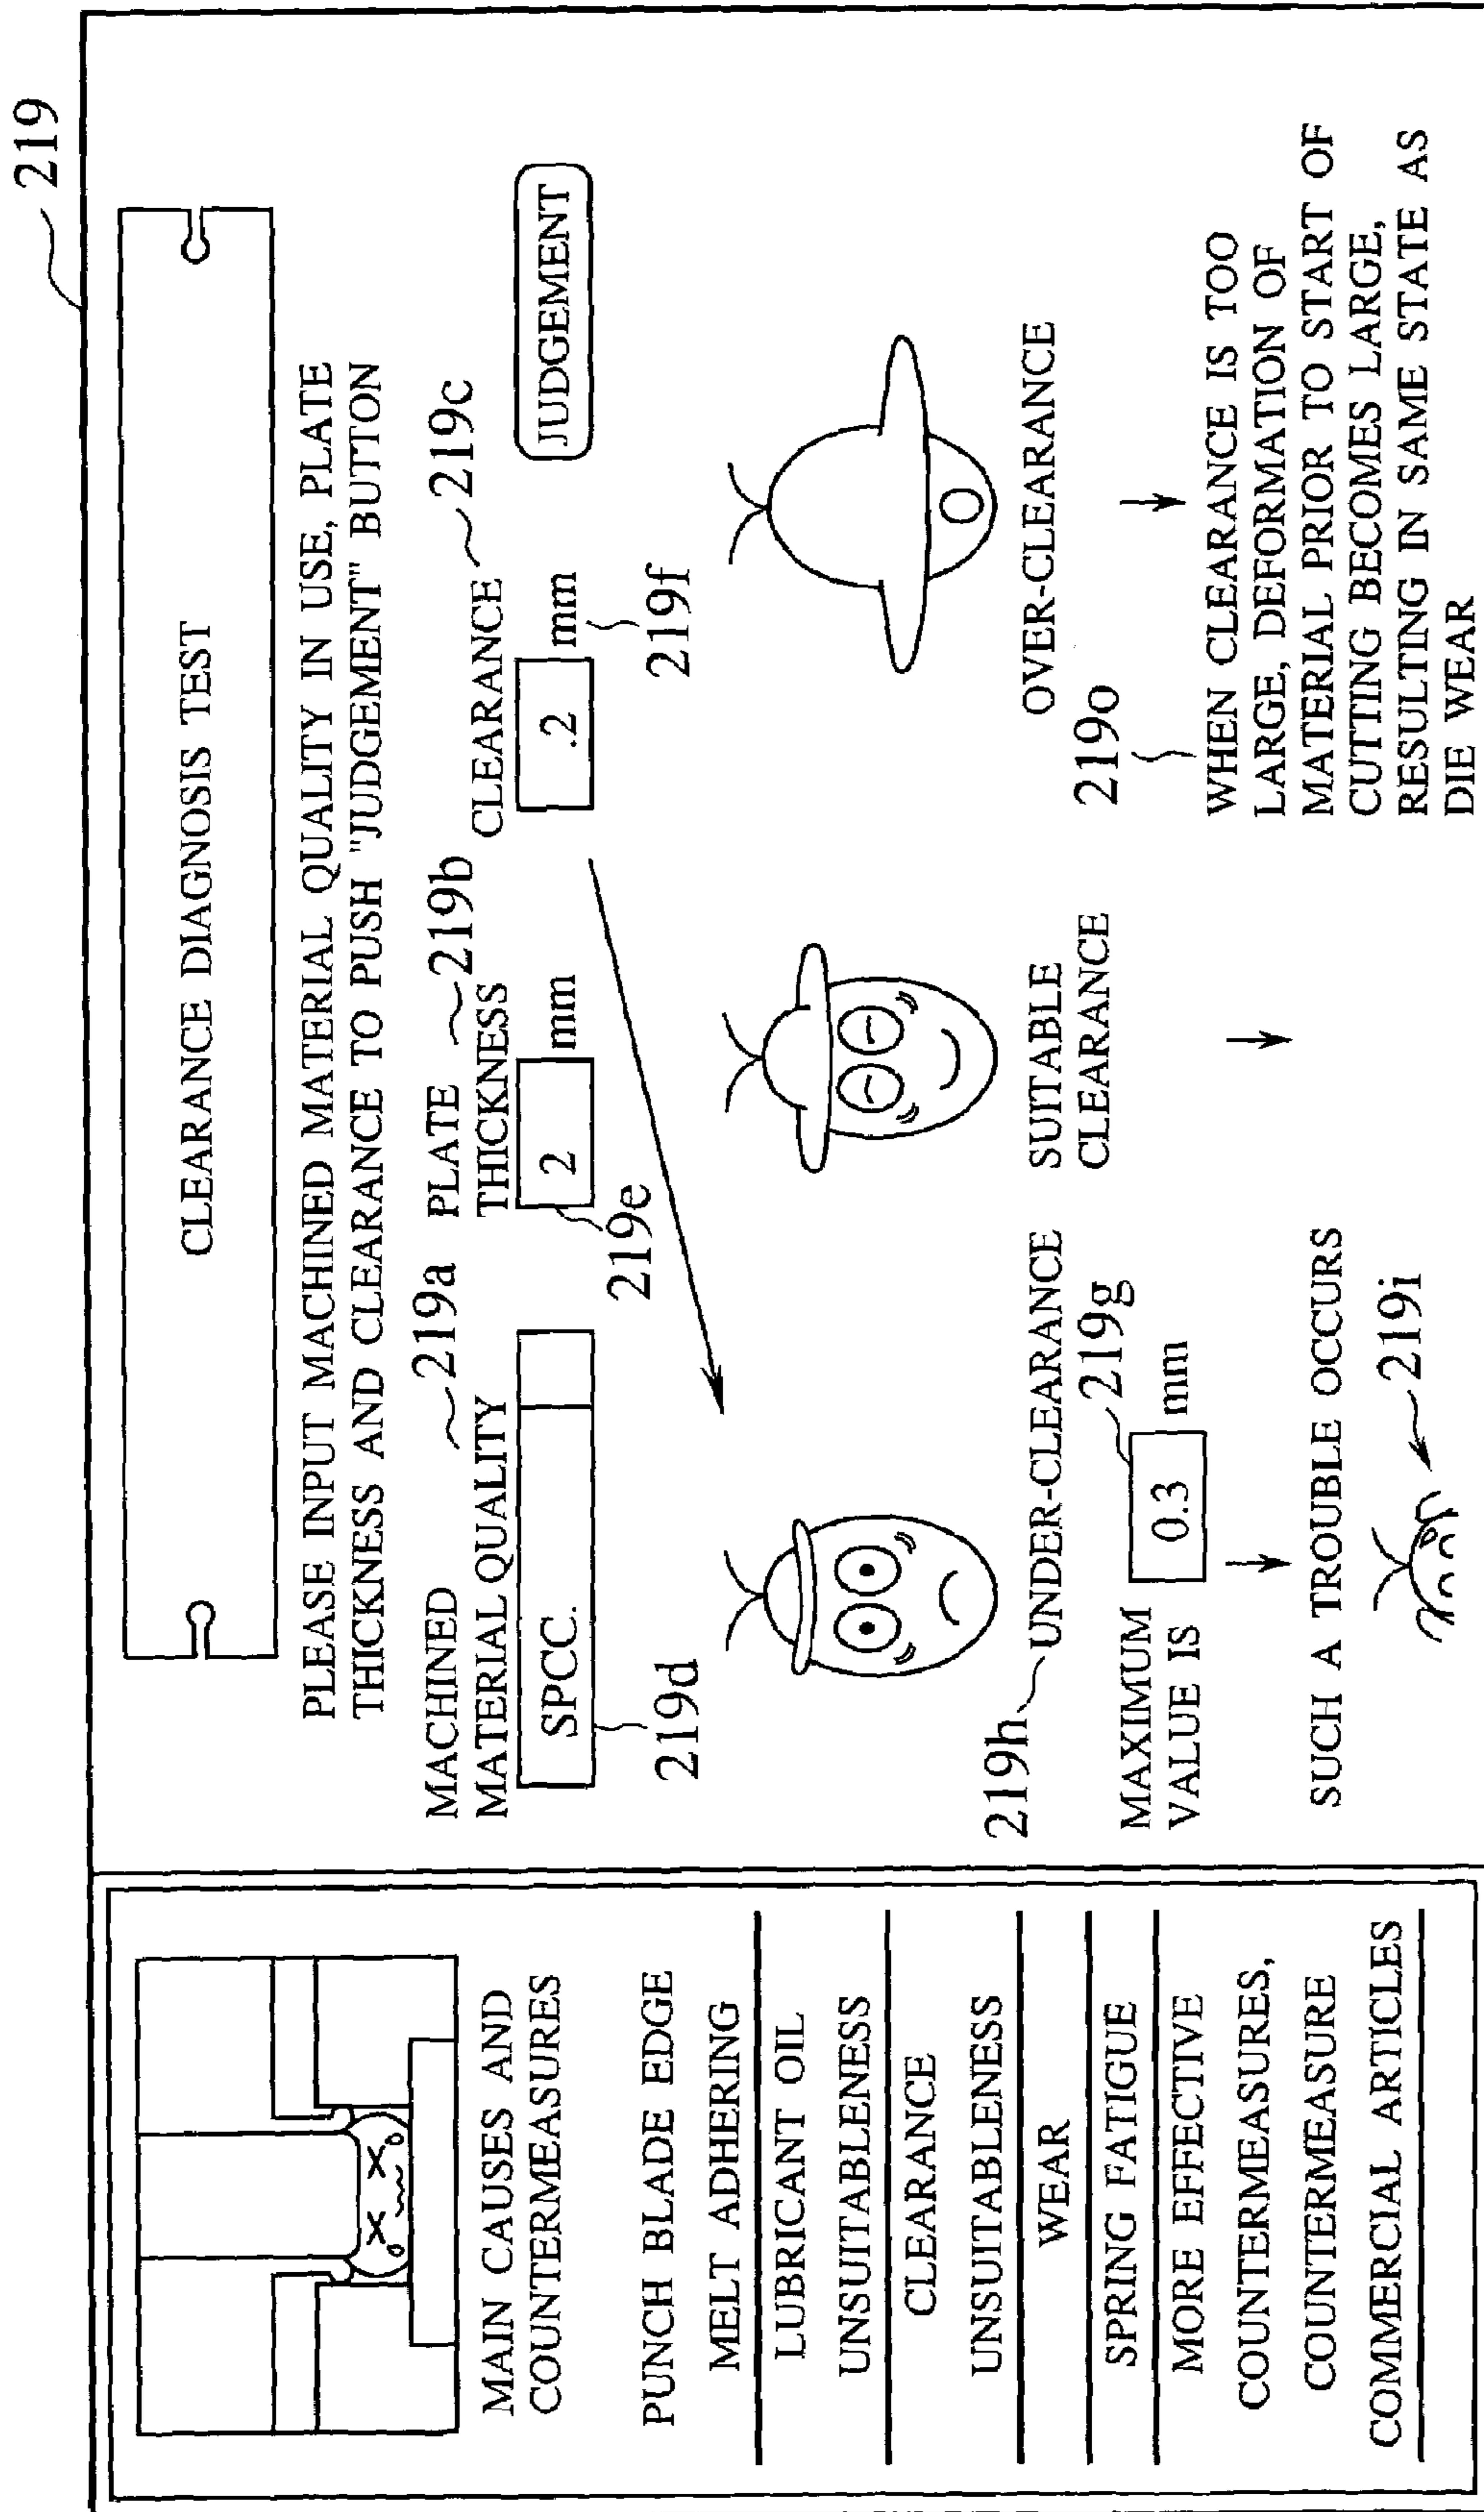 219
CLEARANCE DIAGNOSIS TEST
PLEASE INPUT MACHINED MATERIAL QUALITY IN USE, PLATE
THICKNESS AND CLEARANCE TO PUSH "JUDGEMENT" BUTTON
MACHINED
MATERIAL QUALITY
219a
PLATE
THICKNESS
219b
CLEARANCE
219c
SPCC.
219d
2
mm
219e
.2
mm
219f
JUDGEMENT
219h
UNDER-CLEARANCE
MAXIMUM
VALUE IS
0.3
mm
219g
SUCH A TROUBLE OCCURS
219i
SUITABLE
CLEARANCE
OVER-CLEARANCE
219o
WHEN CLEARANCE IS TOO
LARGE, DEFORMATION OF
MATERIAL PRIOR TO START OF
CUTTING BECOMES LARGE,
RESULTING IN SAME STATE AS
DIE WEAR
MAIN CAUSES AND
COUNTERMEASURES
PUNCH BLADE EDGE
MELT ADHERING
LUBRICANT OIL
UNSUITABLENESS
CLEARANCE
UNSUITABLENESS
WEAR
SPRING FATIGUE
MORE EFFECTIVE
COUNTERMEASURES,
COUNTERMEASURE
COMMERCIAL ARTICLES